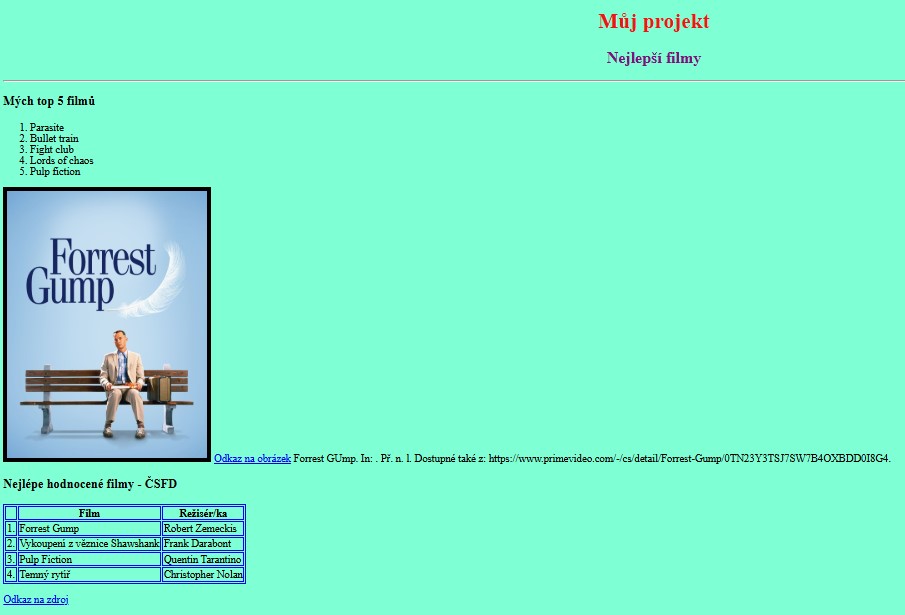 Můj projekt
Nejlepší filmy
Mých top 5 filmů
1. Parasite
2. Bullet train
3. Fight club
4. Lords of chaos
5. Pulp fiction
Forrest
Gump
Odkaz na obrázek Forrest GUmp. In: . Př. n. l. Dostupné také z: https://www.primevideo.com/-/cs/detail/Forrest-Gump/0TN23Y3TSJ7SW7B4OXBDD0I8G4.
Nejlépe hodnocené filmy - ČSFD
Film Režisér/ka
1. Forrest Gump Robert Zemeckis
2. Vykoupení z věznice Shawshank Frank Darabont
3. Pulp Fiction Quentin Tarantino
4. Temný rytíř Christopher Nolan
Odkaz na zdroj